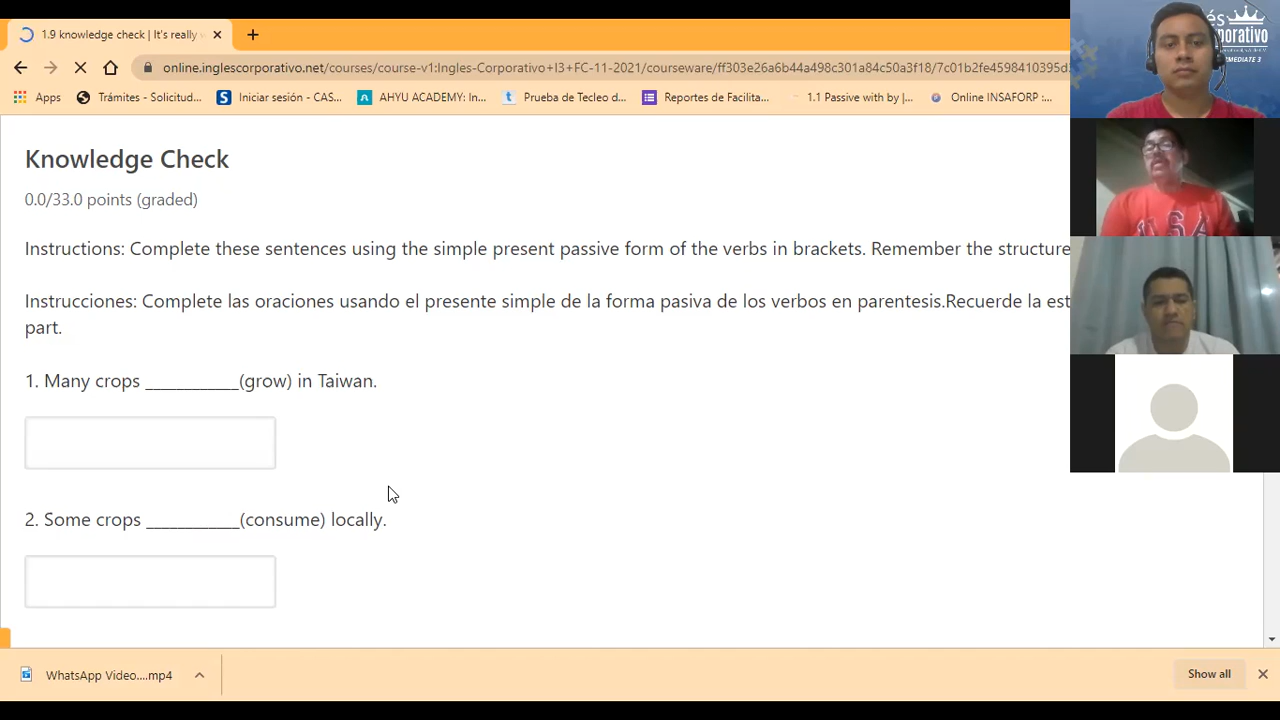 1.9 knowledge check | It's really
online.inglescorporativo.net/courses/course-v1:Ingles-Corporativo+I3+FC-11-2021/courseware/ff303e26a6b44a498c301a84c50a3f18/7c01b2fe4598410395d
Apps Trámites - Solicitud... Iniciar sesión - CAS... AHYU ACADEMY: In... Prueba de Tecleo d... Reportes de Facilita... 1.1 Passive with by |... Online INSAFORP :...
Knowledge Check
0.0/33.0 points (graded)
Instructions: Complete these sentences using the simple present passive form of the verbs in brackets. Remember the structure
Instrucciones: Complete las oraciones usando el presente simple de la forma pasiva de los verbos en parentesis.Recuerde la est
part.
1. Many crops ____________(grow) in Taiwan.
2. Some crops ____________(consume) locally.
WhatsApp Video....mp4
Show all